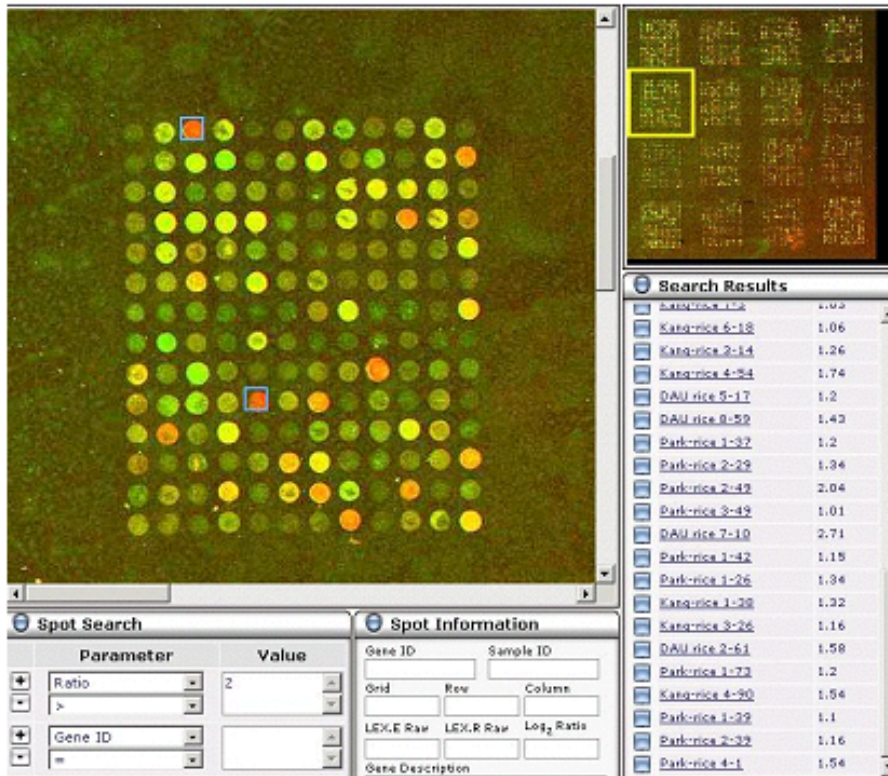 Search Results
Kang-rice 6-18 1.06
Kang-rice 3-14 1.26
Kang-rice 4-54 1.74
DAU rice 5-17 1.2
DAU rice 8-59 1.43
Park-rice 1-37 1.2
Park-rice 2-29 1.34
Park-rice 2-49 2.04
Park-rice 3-49 1.01
DAU rice 7-10 2.71
Park-rice 1-42 1.15
Park-rice 1-26 1.34
Kang-rice 1-38 1.32
Kang-rice 3-26 1.16
DAU rice 2-61 1.58
Park-rice 1-73 1.2
Kang-rice 4-90 1.54
Park-rice 1-39 1.1
Park-rice 2-39 1.16
Park-rice 4-1 1.54
Spot Search
Parameter Value
Ratio 2
>
Gene ID
=
Spot Information
Gene ID Sample ID
Grid Row Column
LEX.E Raw LEX.R Raw Log2 Ratio
Gene Description